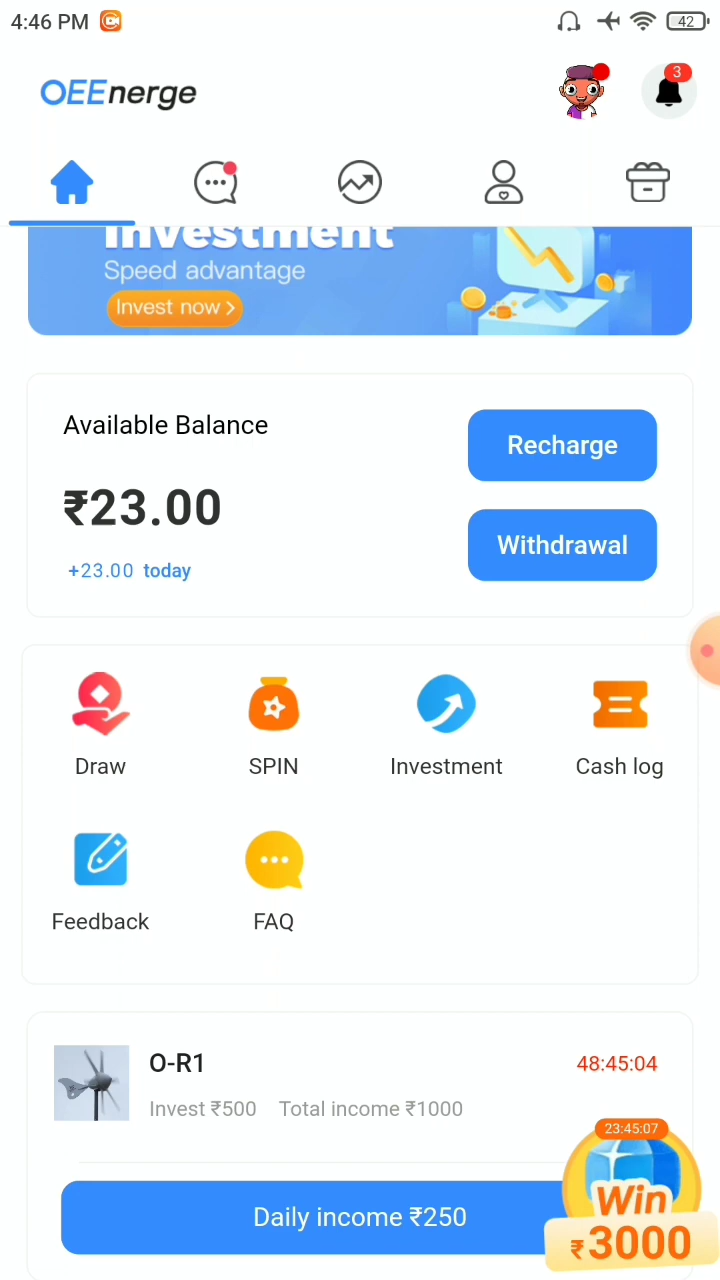 4:46 PM
42
OEEnerge
3
Investment
Speed advantage
Invest now >
Available Balance
Recharge
₹23.00
Withdrawal
+23.00 today
Draw
SPIN
Investment
Cash log
Feedback
FAQ
O-R1
48:45:04
Invest ₹500 Total income ₹1000
23:45:07
Win
₹3000
Daily income ₹250